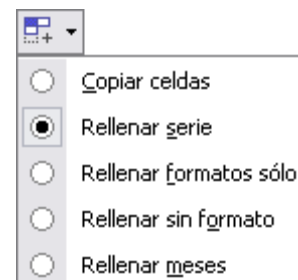 Copiar celdas
Rellenar serie
Rellenar formatos sólo
Rellenar sin formato
Rellenar meses